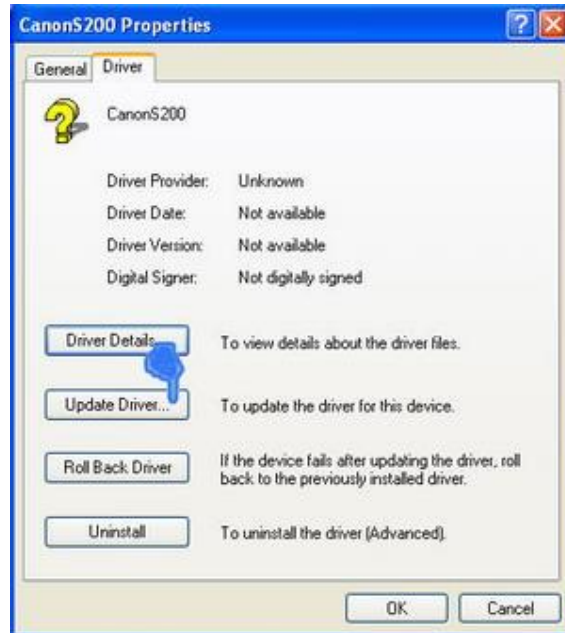 CanonS200 Properties
General Driver
CanonS200
Driver Provider: Unknown
Driver Date: Not available
Driver Version: Not available
Digital Signer: Not digitally signed
Driver Details... To view details about the driver files.
Update Driver... To update the driver for this device.
Roll Back Driver If the device fails after updating the driver, roll
back to the previously installed driver.
Uninstall To uninstall the driver (Advanced).
OK Cancel